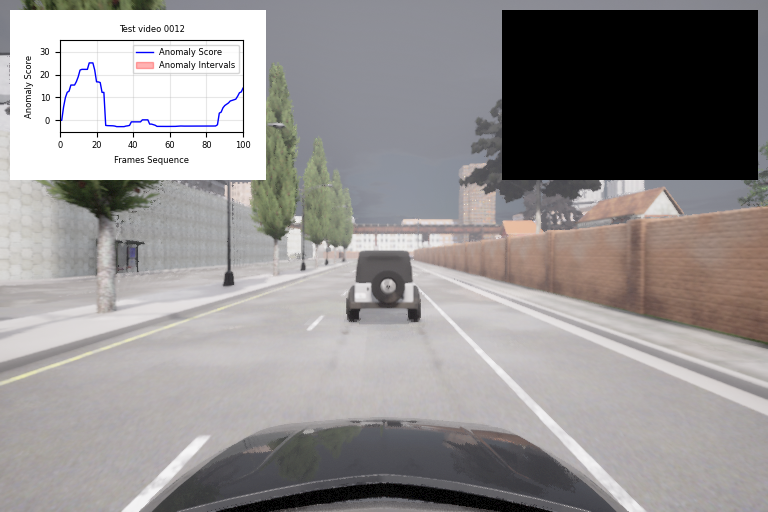 Test video 0012
Anomaly Score
30
20
10
0
Anomaly Score
Anomaly Intervals
0 20 40 60 80 100
Frames Sequence